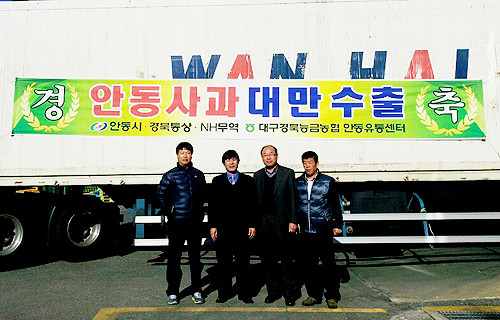 WAN HAI
경 안동사과 대만 수출 축
안동시 · 경북통상 · NH무역 대구경북능금농협 안동유통센터